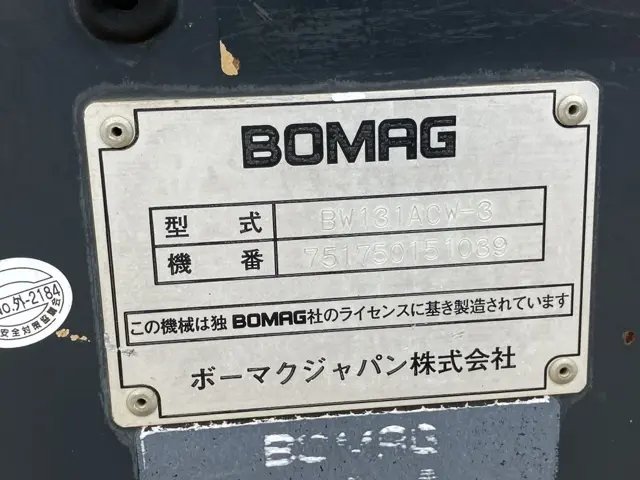 BOMAG
型式 BW131ACW-3
機番 751750151039
この機械は独 BOMAG社のライセンスに基き製造されています
ボーマクジャパン株式会社
No.外-2184
安全対策協議会
BOMAG